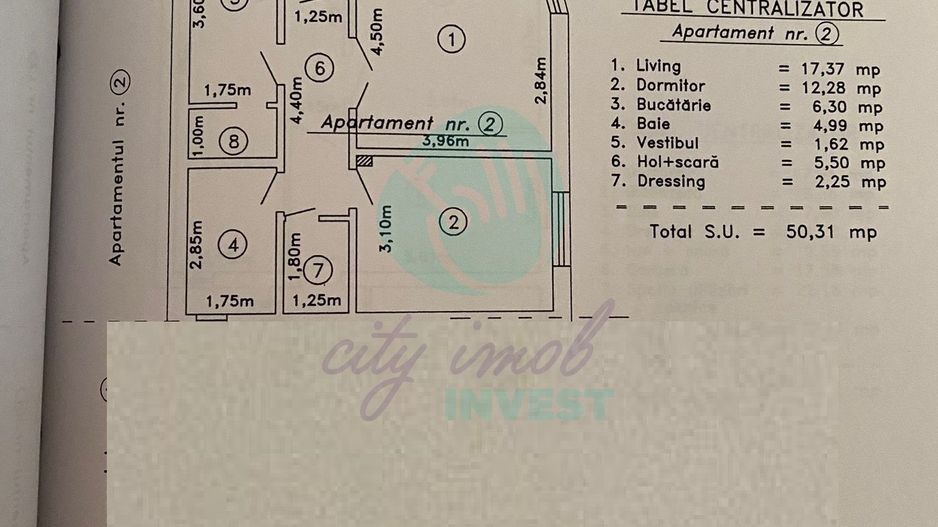 TABEL CENTRALIZATOR
Apartament nr. 2
1. Living = 17,37 mp
2. Dormitor = 12,28 mp
3. Bucătărie = 6,30 mp
4. Baie = 4,99 mp
5. Vestibul = 1,62 mp
6. Hol+scară = 5,50 mp
7. Dressing = 2,25 mp
Total S.U. = 50,31 mp
Apartamentul nr. 2
3,60
1,25m
4,50m
1
6
2,84m
1,75m
4,40m
1,00m
8
Apartament nr. 2
3,96m
2,85m
4
1,80m
7
3,10m
2
1,75m
1,25m
city imob
INVEST